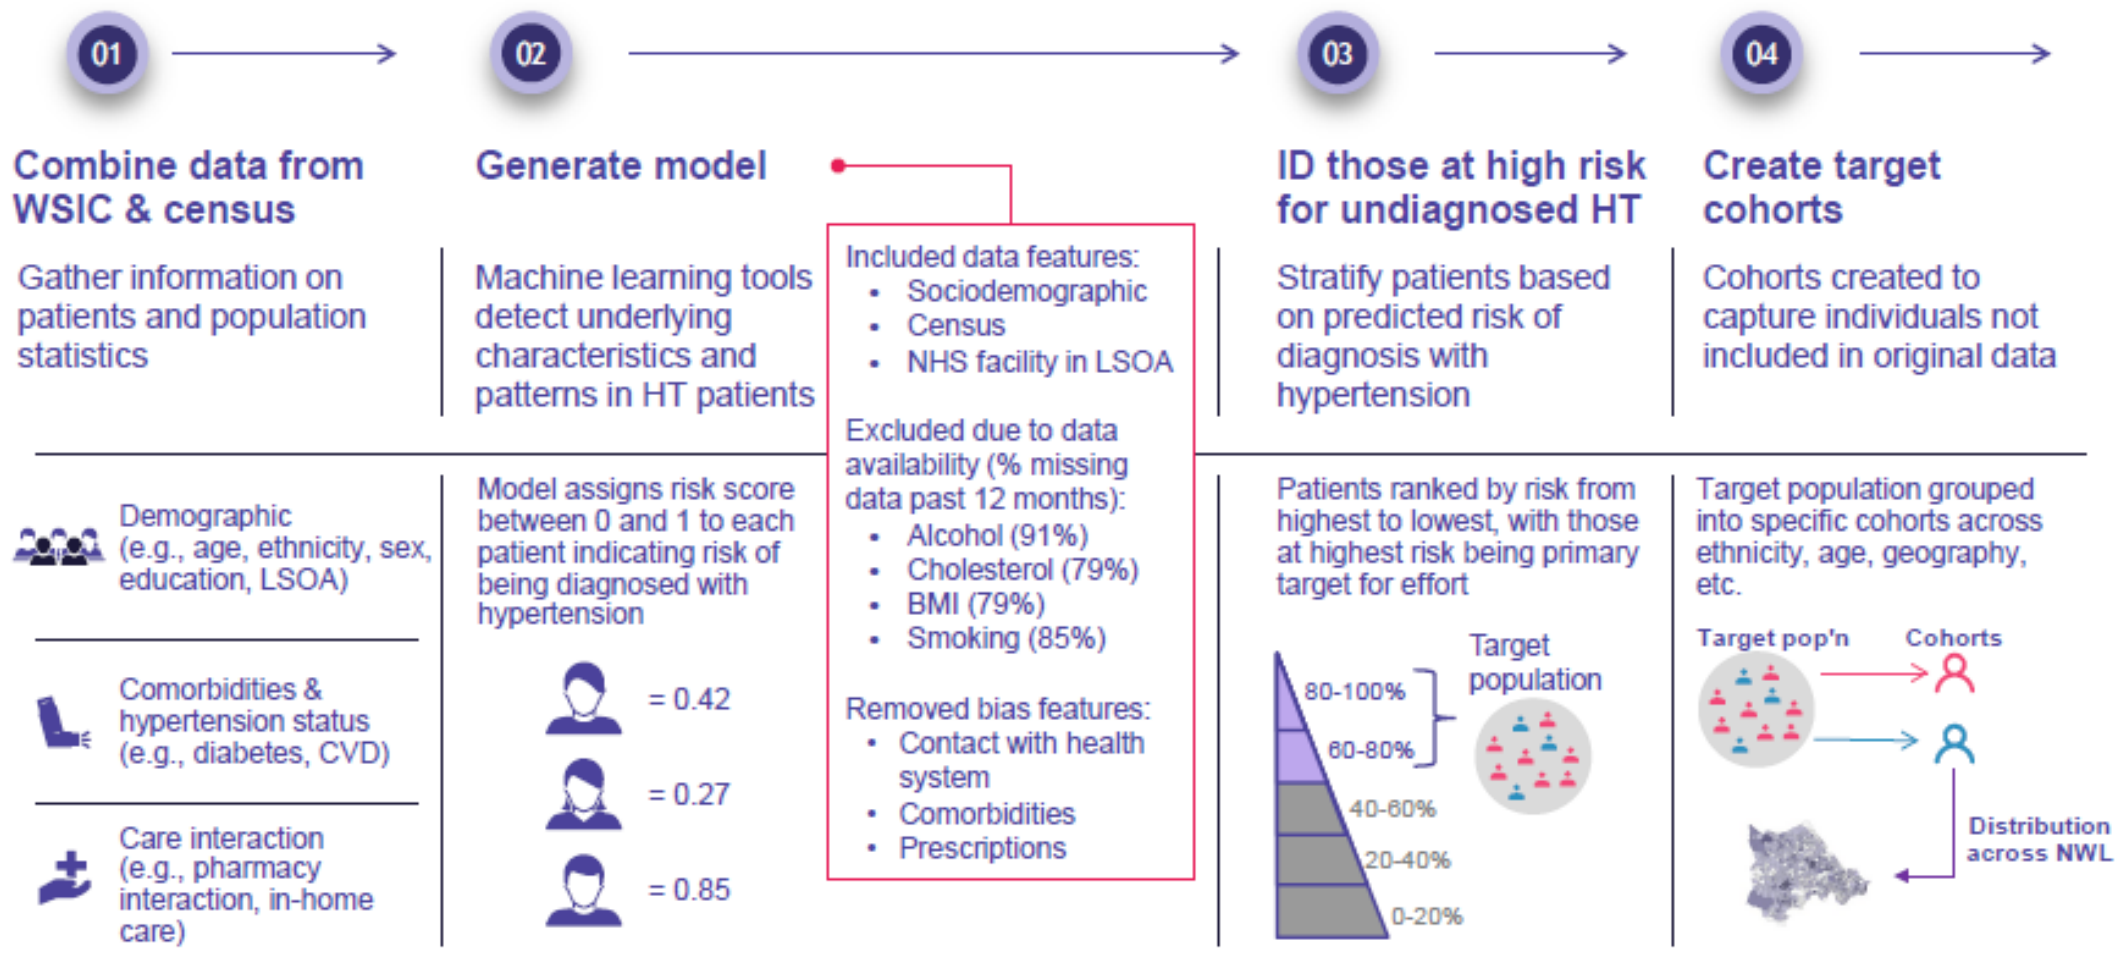 01
02
03
04
Combine data from
WSIC & census
Gather information on
patients and population
statistics
Demographic
(e.g., age, ethnicity, sex,
education, LSOA)
Comorbidities &
hypertension status
(e.g., diabetes, CVD)
Care interaction
(e.g., pharmacy
interaction, in-home
care)
Generate model
Machine learning tools
detect underlying
characteristics and
patterns in HT patients
Model assigns risk score
between 0 and 1 to each
patient indicating risk of
being diagnosed with
hypertension
= 0.42
= 0.27
= 0.85
Included data features:
• Sociodemographic
• Census
• NHS facility in LSOA
Excluded due to data
availability (% missing
data past 12 months):
• Alcohol (91%)
• Cholesterol (79%)
• BMI (79%)
• Smoking (85%)
Removed bias features:
• Contact with health
system
• Comorbidities
• Prescriptions
ID those at high risk
for undiagnosed HT
Stratify patients based
on predicted risk of
diagnosis with
hypertension
Patients ranked by risk from
highest to lowest, with those
at highest risk being primary
target for effort
80-100%
60-80%
40-60%
20-40%
0-20%
Target
population
Create target
cohorts
Cohorts created to
capture individuals not
included in original data
Target population grouped
into specific cohorts across
ethnicity, age, geography,
etc.
Target pop'n
Cohorts
Distribution
across NWL